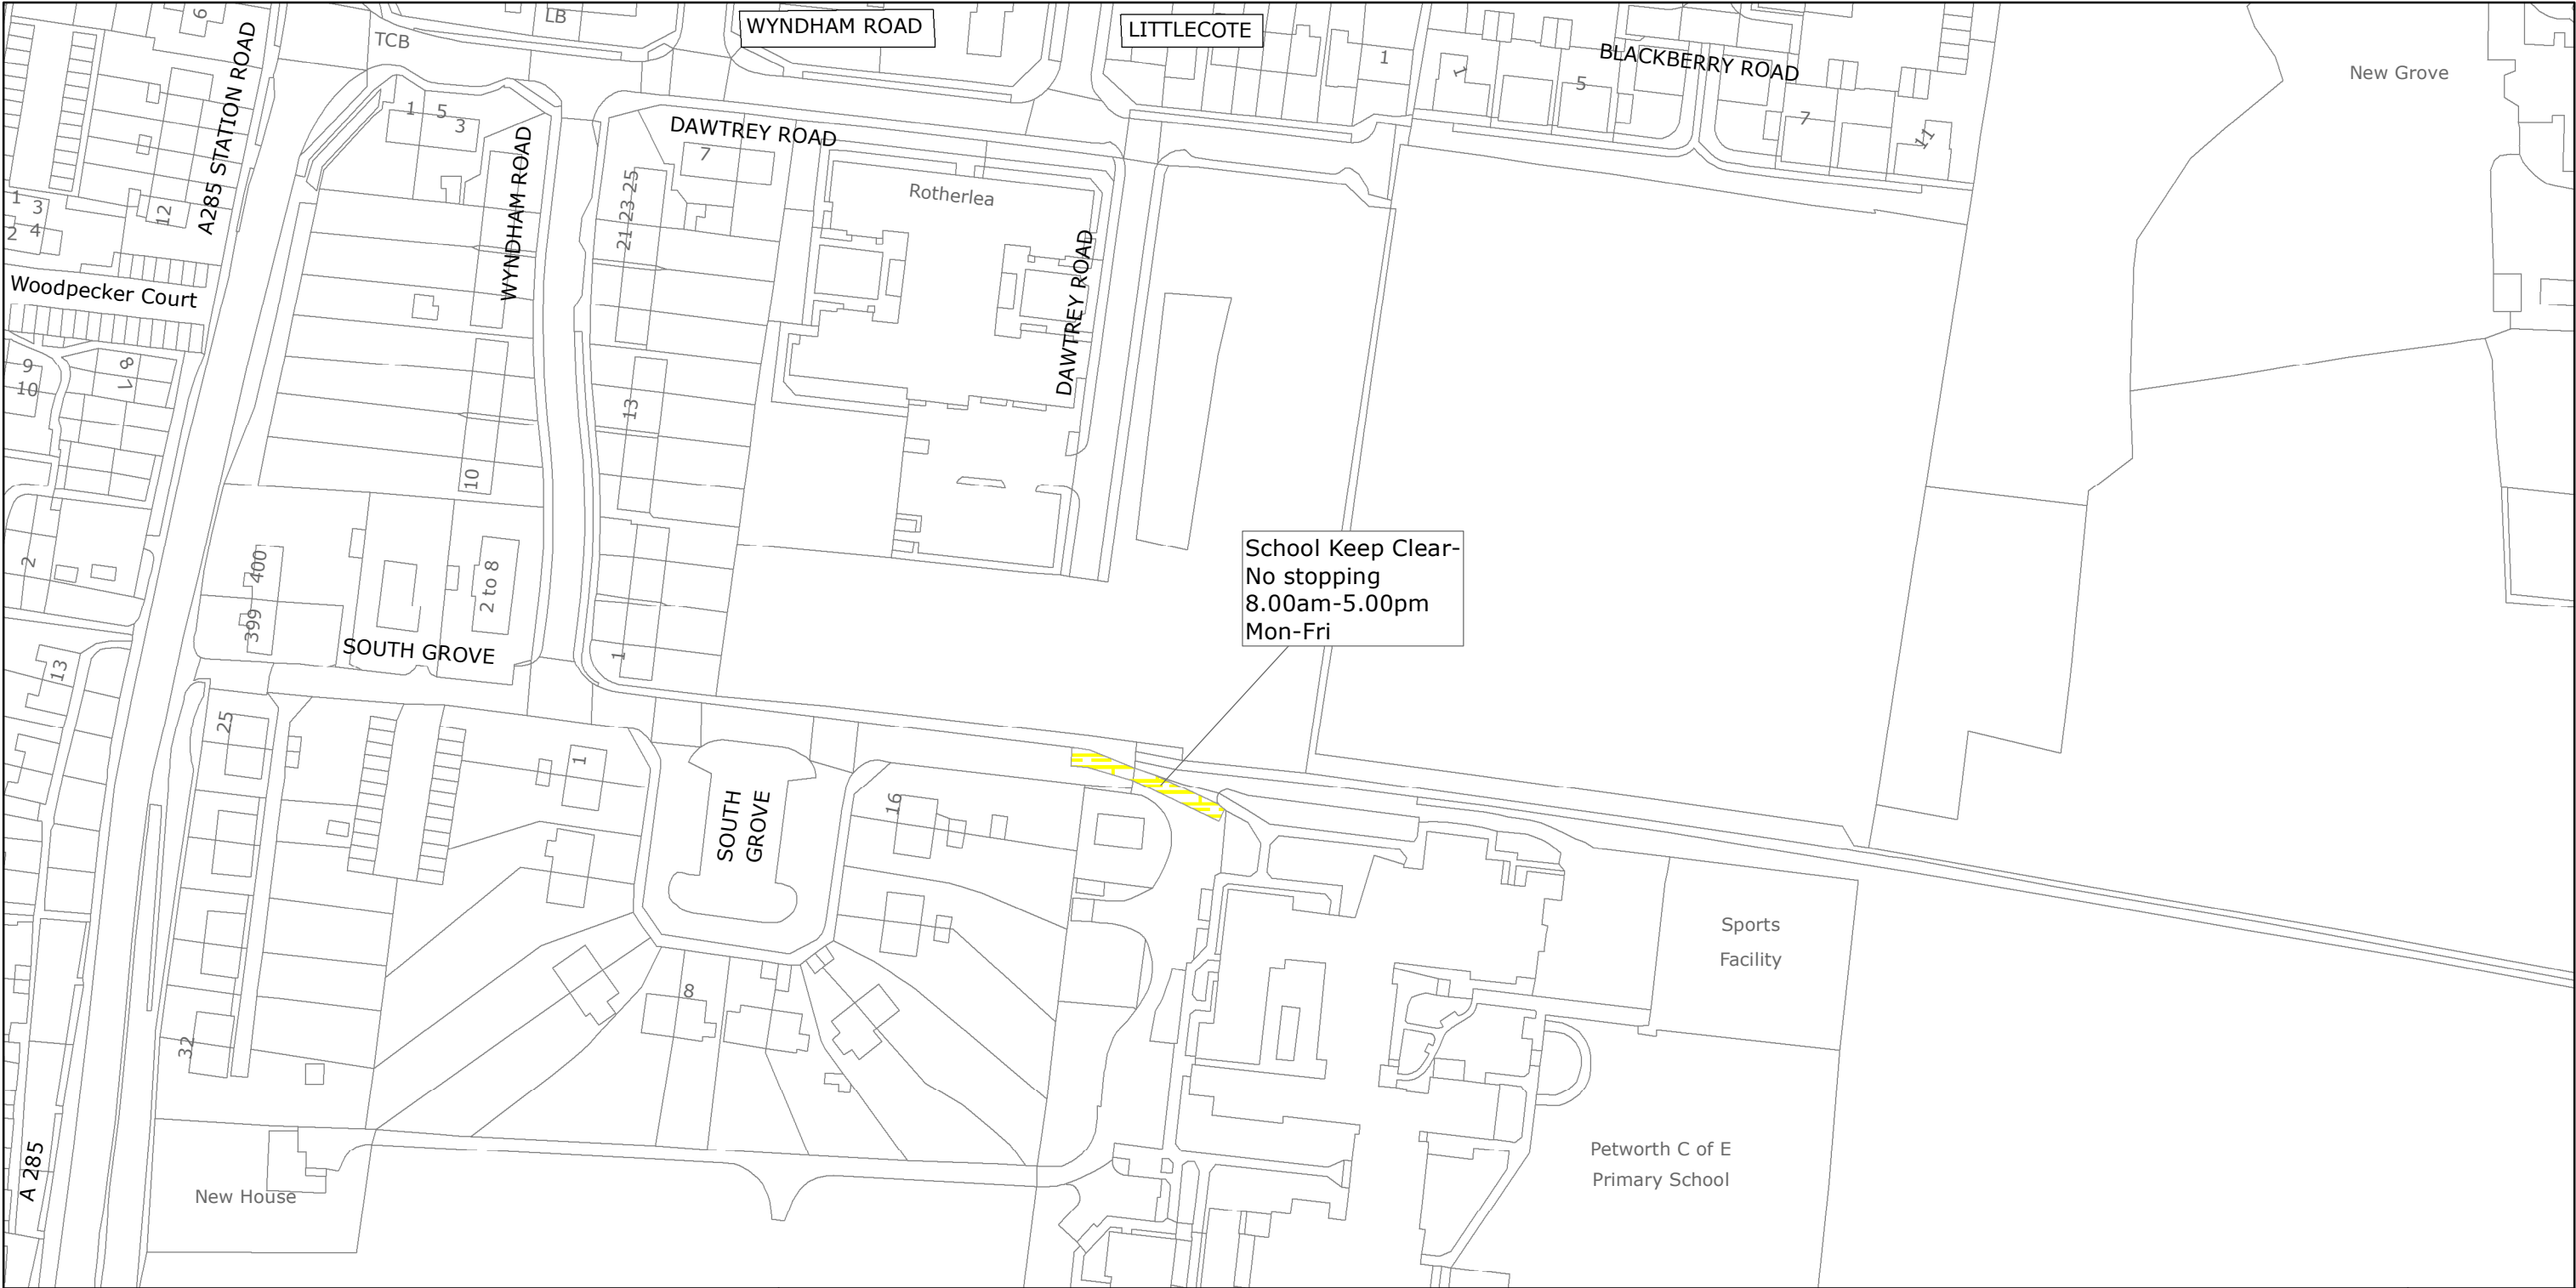 6
LB
WYNDHAM ROAD
LITTLECOTE
TCB
A285 STATION ROAD
1
1
BLACKBERRY ROAD
New Grove
5
7
11
1 5
3
WYNDHAM ROAD
DAWTREY ROAD
7
21 23 25
Rotherlea
DAWTREY ROAD
1
3
2
4
12
Woodpecker Court
9
10
8
7
13
10
2
400
399
2 to 8
School Keep Clear-
No stopping
8.00am-5.00pm
Mon-Fri
SOUTH GROVE
1
13
25
1
SOUTH
GROVE
16
Sports
Facility
8
32
A 285
New House
Petworth C of E
Primary School